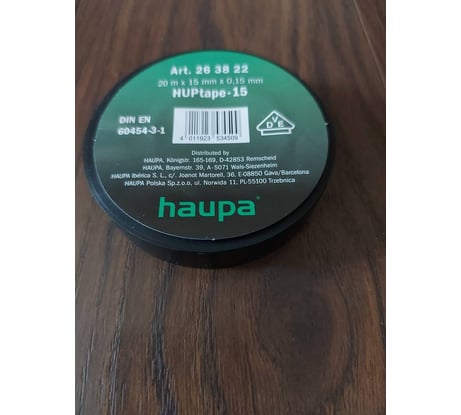 Art. 26 38 22
20 m x 15 mm x 0,15 mm
HUPtape-15
DIN EN
60454-3-1
4 011923 534509
VDE
Distributed by
HAUPA, Königstr. 165-169, D-42853 Remscheid
HAUPA, Bayernstr. 39, A-5071 Wals-Siezenheim
HAUPA Ibérica S. L., c/ Joanot Martorell, 36, E-08850 Gava/Barcelona
HAUPA Polska Sp.z.o.o, ul. Norwida 11, PL-55100 Trzebnica
haupa®